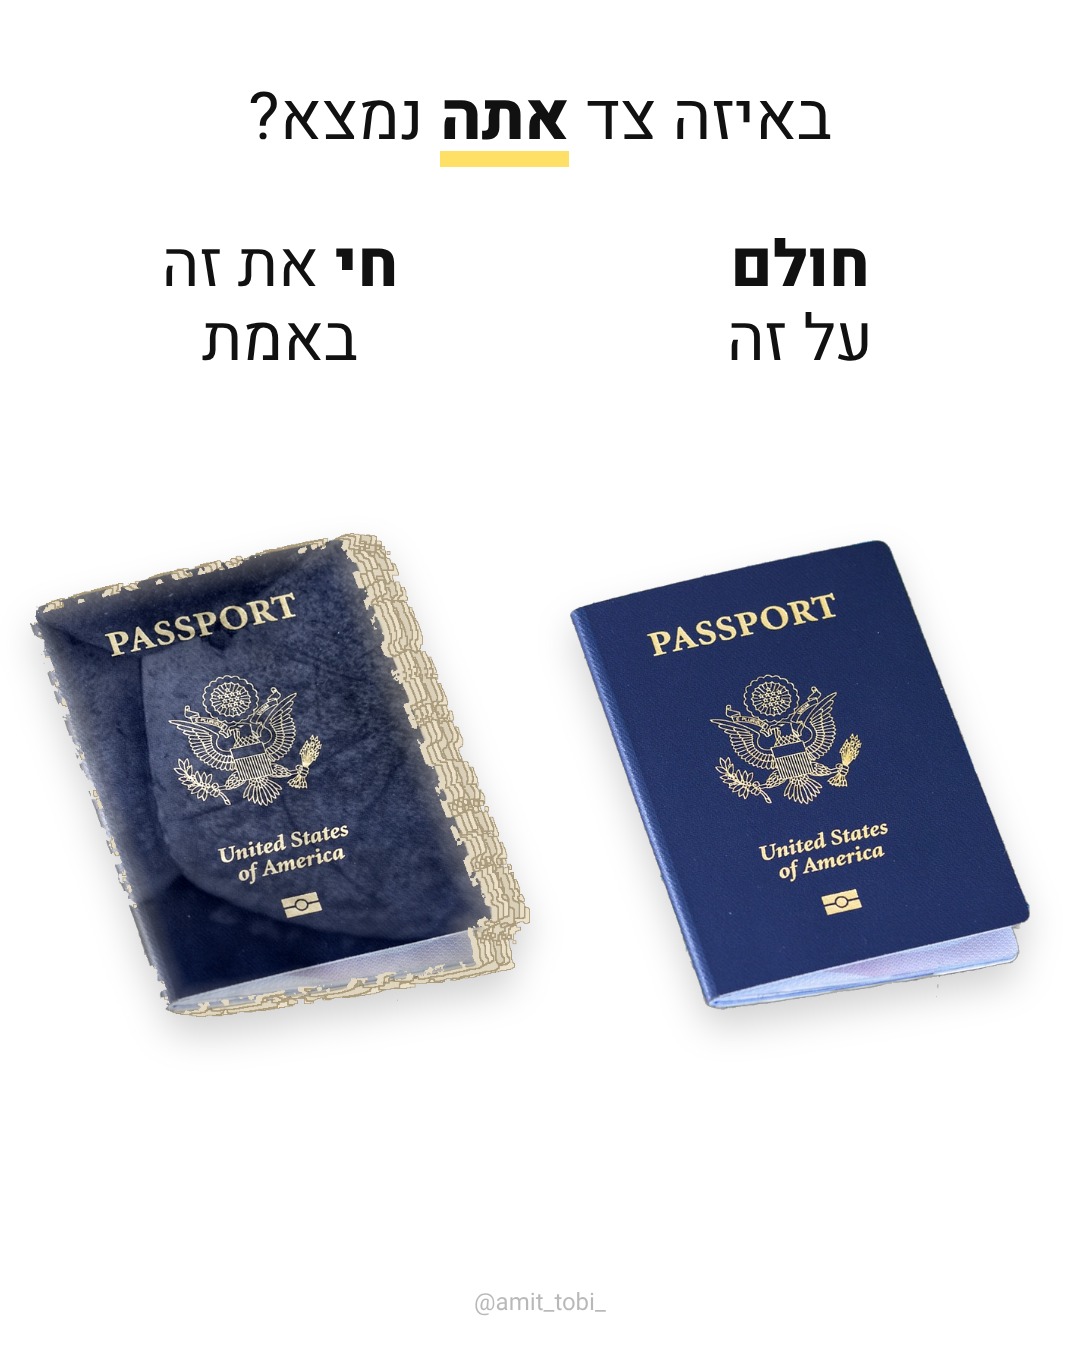 באיזה צד אתה נמצא?
חולם
על זה
חי את זה
באמת
PASSPORT
United States
of America
PASSPORT
United States
of America
@amit_tobi_